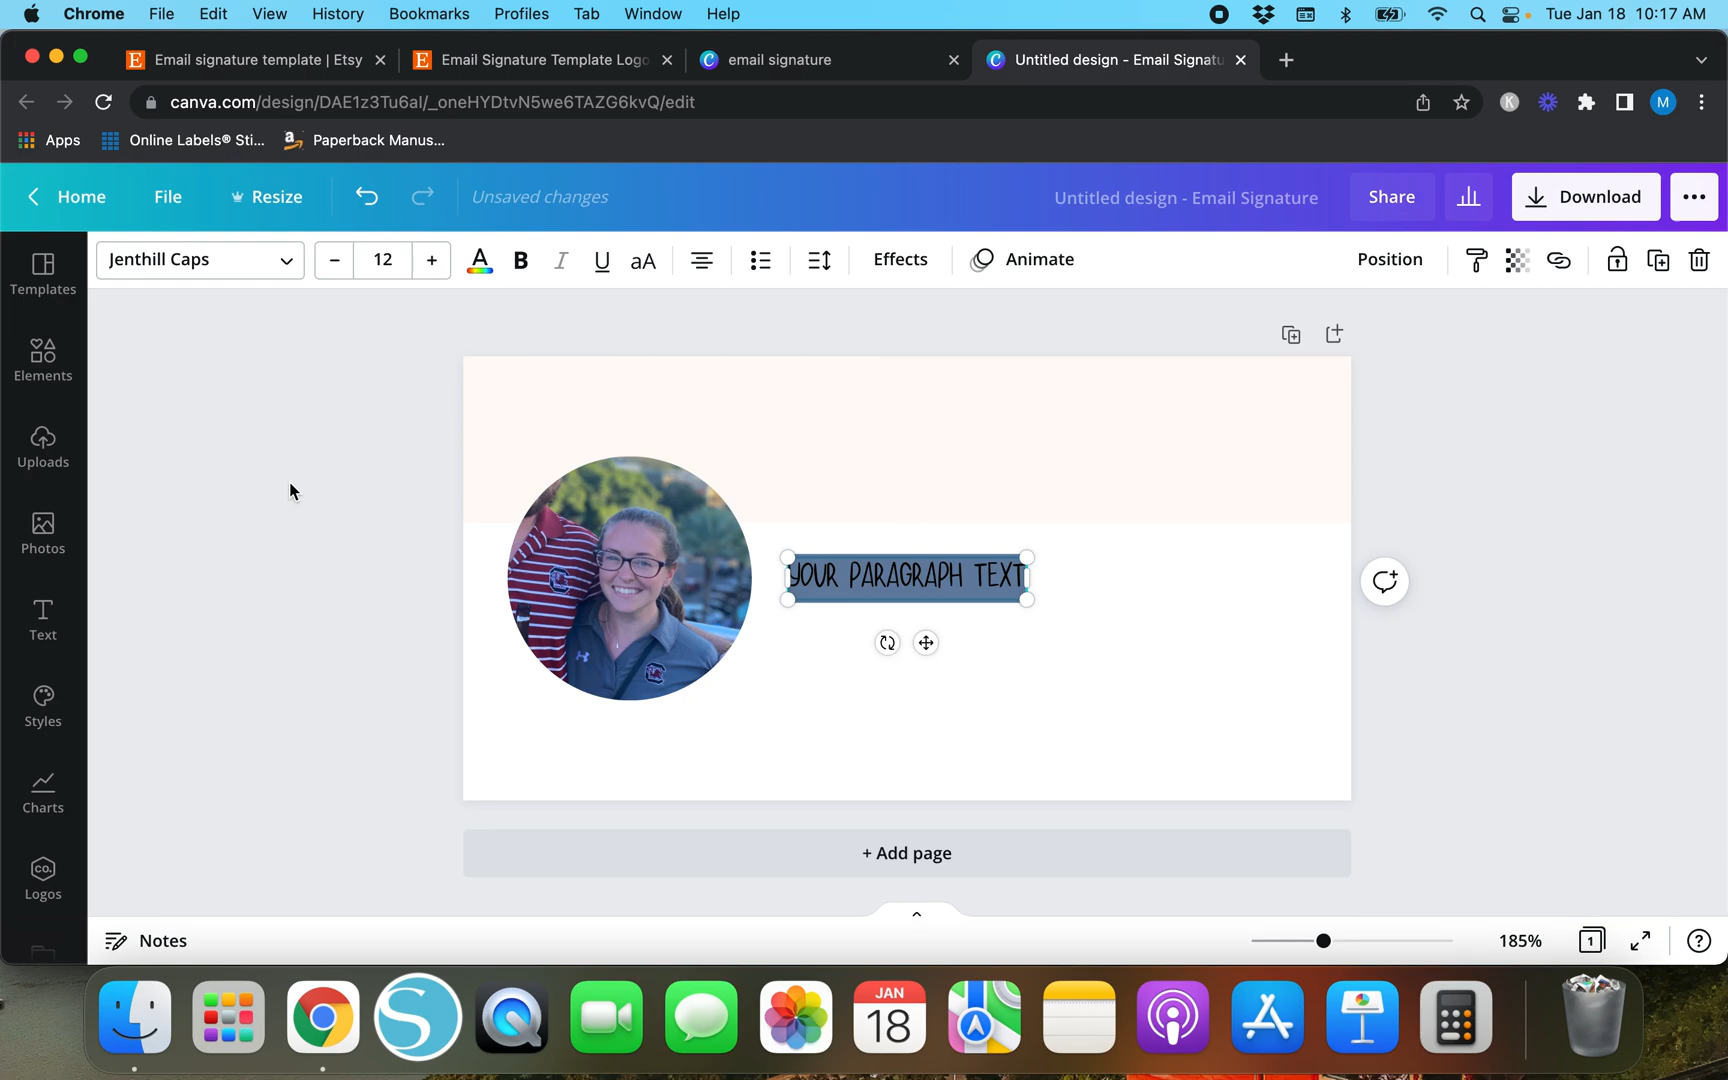 Chrome File Edit View History Bookmarks Profiles Tab Window Help Tue Jan 18 10:17 AM
Email signature template | Etsy Email Signature Template Logo email signature Untitled design - Email Signatu
canva.com/design/DAE1z3Tu6aI/_oneHYDtvN5we6TAZG6kvQ/edit K M
Apps Online Labels® Sti... Paperback Manus...
Home File Resize Unsaved changes Untitled design - Email Signature Share Download
Jenthill Caps 12 A B I U aA Effects Animate Position
Templates
Elements
Uploads
Photos
Text
Styles
Charts
CO.
Logos
YOUR PARAGRAPH TEXT
+ Add page
Notes 185% 1 ?
JAN
18